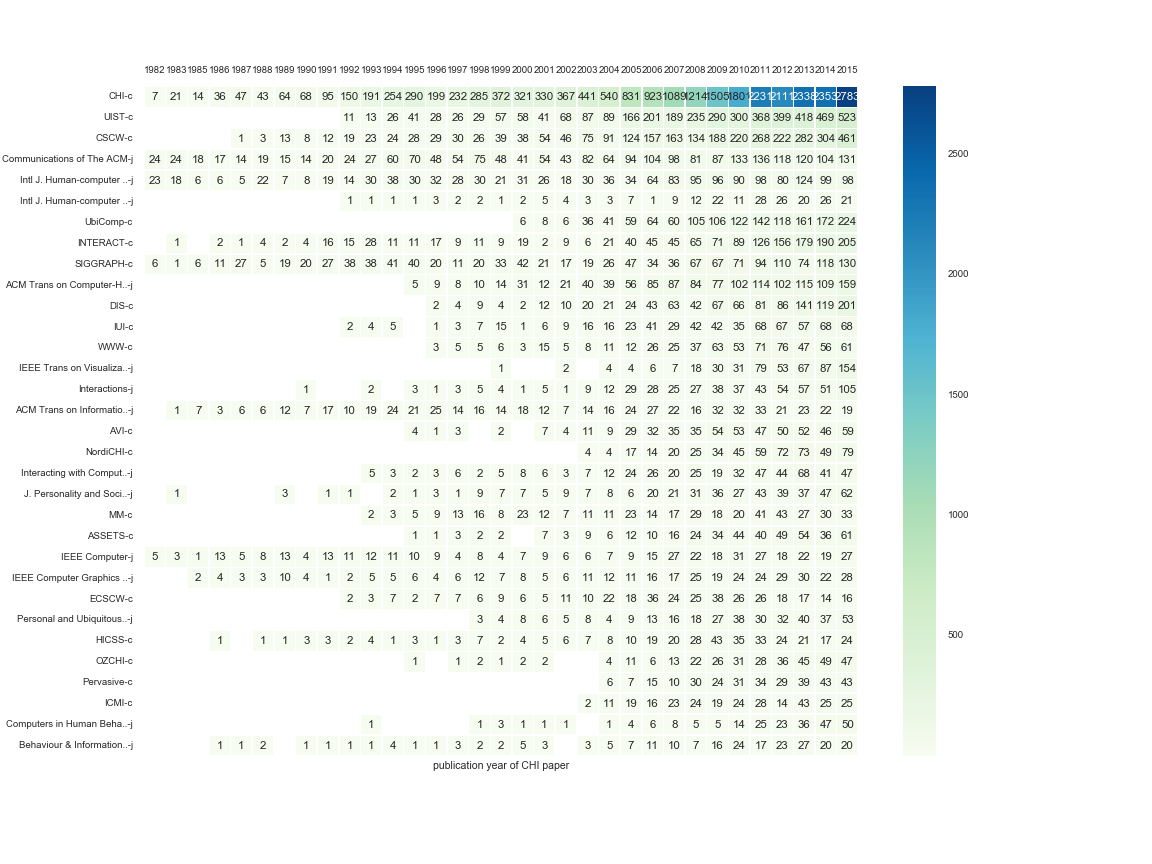 1982 1983 1985 1986 1987 1988 1989 1990 1991 1992 1993 1994 1995 1996 1997 1998 1999 2000 2001 2002 2003 2004 2005 2006 2007 2008 2009 2010 2011 2012 2013 2014 2015
CHI-c 7 21 14 36 47 43 64 68 95 150 191 254 290 199 232 285 372 321 330 367 441 540 831 923 1089 1214 1505 1801 2231 2111 2338 2353 2783
UIST-c 11 13 26 41 28 26 29 57 58 41 68 87 89 166 201 189 235 290 300 368 399 418 469 523
CSCW-c 1 3 13 8 12 19 23 24 28 29 30 26 39 38 54 46 75 91 124 157 163 134 188 220 268 222 282 304 461
Communications of The ACM-j 24 24 18 17 14 19 15 14 20 24 27 60 70 48 54 75 48 41 54 43 82 64 94 104 98 81 87 133 136 118 120 104 131
Intl J. Human-computer ..-j 23 18 6 6 5 22 7 8 19 14 30 38 30 32 28 30 21 31 26 18 30 36 34 64 83 95 96 90 98 80 124 99 98
Intl J. Human-computer ..-j 1 1 1 1 3 2 2 1 2 5 4 3 3 7 1 9 12 22 11 28 26 20 26 21
UbiComp-c 6 8 6 36 41 59 64 60 105 106 122 142 118 161 172 224
INTERACT-c 1 2 1 4 2 4 16 15 28 11 11 17 9 11 9 19 2 9 6 21 40 45 45 65 71 89 126 156 179 190 205
SIGGRAPH-c 6 1 6 11 27 5 19 20 27 38 38 41 40 20 11 20 33 42 21 17 19 26 47 34 36 67 67 71 94 110 74 118 130
ACM Trans on Computer-H..-j 5 9 8 10 14 31 12 21 40 39 56 85 87 84 77 102 114 102 115 109 159
DIS-c 2 4 9 4 2 12 10 20 21 24 43 63 42 67 66 81 86 141 119 201
IUI-c 2 4 5 1 3 7 15 1 6 9 16 16 23 41 29 42 42 35 68 67 57 68 68
WWW-c 3 5 5 6 3 15 5 8 11 12 26 25 37 63 53 71 76 47 56 61
IEEE Trans on Visualiza..-j 1 2 4 4 6 7 18 30 31 79 53 67 87 154
Interactions-j 1 2 3 1 3 5 4 1 5 1 9 12 29 28 25 27 38 37 43 54 57 51 105
ACM Trans on Informatio..-j 1 7 3 6 6 12 7 17 10 19 24 21 25 14 16 14 18 12 7 14 16 24 27 22 16 32 32 33 21 23 22 19
AVI-c 4 1 3 2 7 4 11 9 29 32 35 35 54 53 47 50 52 46 59
NordiCHI-c 4 4 17 14 20 25 34 45 59 72 73 49 79
Interacting with Comput..-j 5 3 2 3 6 2 5 8 6 3 7 12 24 26 20 25 19 32 47 44 68 41 47
J. Personality and Soci..-j 1 3 1 1 2 1 3 1 9 7 7 5 9 7 8 6 20 21 31 36 27 43 39 37 47 62
MM-c 2 3 5 9 13 16 8 23 12 7 11 11 23 14 17 29 18 20 41 43 27 30 33
ASSETS-c 1 1 3 2 2 7 3 9 6 12 10 16 24 34 44 40 49 54 36 61
IEEE Computer-j 5 3 1 13 5 8 13 4 13 11 12 11 10 9 4 8 4 7 9 6 6 7 9 15 27 22 18 31 27 18 22 19 27
IEEE Computer Graphics ..-j 2 4 3 3 10 4 1 2 5 5 6 4 6 12 7 8 5 6 11 12 11 16 17 25 19 24 24 29 30 22 28
ECSCW-c 2 3 7 2 7 7 6 9 6 5 11 10 22 18 36 24 25 38 26 26 18 17 14 16
Personal and Ubiquitous..-j 3 4 8 6 5 8 4 9 13 16 18 27 38 30 32 40 37 53
HICSS-c 1 1 1 3 3 2 4 1 3 1 3 7 2 4 5 6 7 8 10 19 20 28 43 35 33 24 21 17 24
OZCHI-c 1 1 2 1 2 2 4 11 6 13 22 26 31 28 36 45 49 47
Pervasive-c 6 7 15 10 30 24 31 34 29 39 43 43
ICMI-c 2 11 19 16 23 24 19 24 28 14 43 25 25
Computers in Human Beha..-j 1 1 3 1 1 1 1 4 6 8 5 5 14 25 23 36 47 50
Behaviour & Information..-j 1 1 2 1 1 1 1 4 1 1 3 2 2 5 3 3 5 7 11 10 7 16 24 17 23 27 20 20
publication year of CHI paper
2500
2000
1500
1000
500